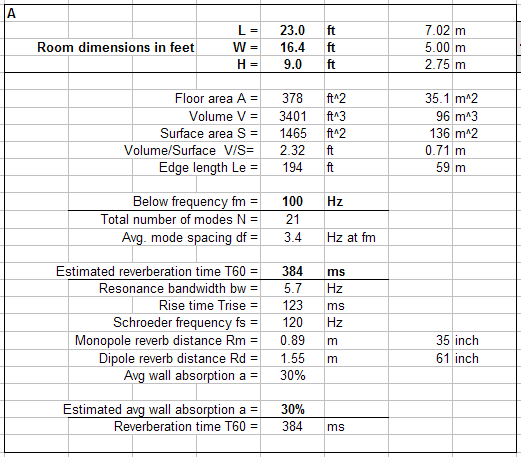 A
L = 23.0 ft 7.02 m
Room dimensions in feet W = 16.4 ft 5.00 m
H = 9.0 ft 2.75 m
Floor area A = 378 ft^2 35.1 m^2
Volume V = 3401 ft^3 96 m^3
Surface area S = 1465 ft^2 136 m^2
Volume/Surface V/S= 2.32 ft 0.71 m
Edge length Le = 194 ft 59 m
Below frequency fm = 100 Hz
Total number of modes N = 21
Avg. mode spacing df = 3.4 Hz at fm
Estimated reverberation time T60 = 384 ms
Resonance bandwidth bw = 5.7 Hz
Rise time Trise = 123 ms
Schroeder frequency fs = 120 Hz
Monopole reverb distance Rm = 0.89 m 35 inch
Dipole reverb distance Rd = 1.55 m 61 inch
Avg wall absorption a = 30%
Estimated avg wall absorption a = 30%
Reverberation time T60 = 384 ms